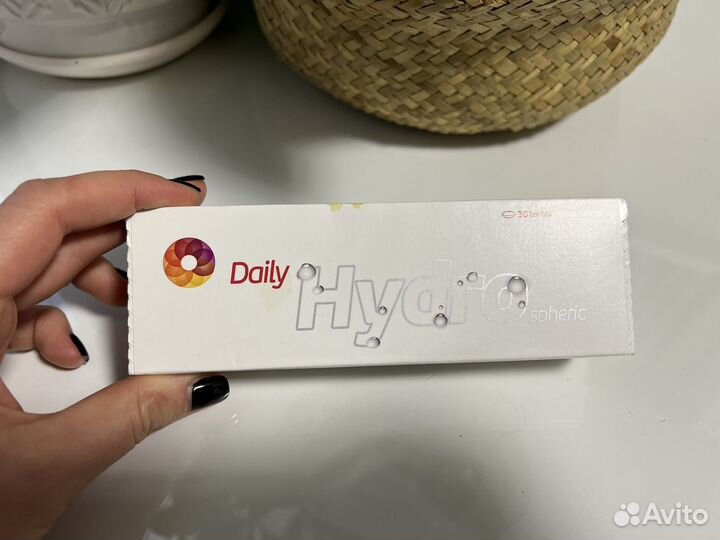 30 lenses
Daily Hydro
spheric
Avito